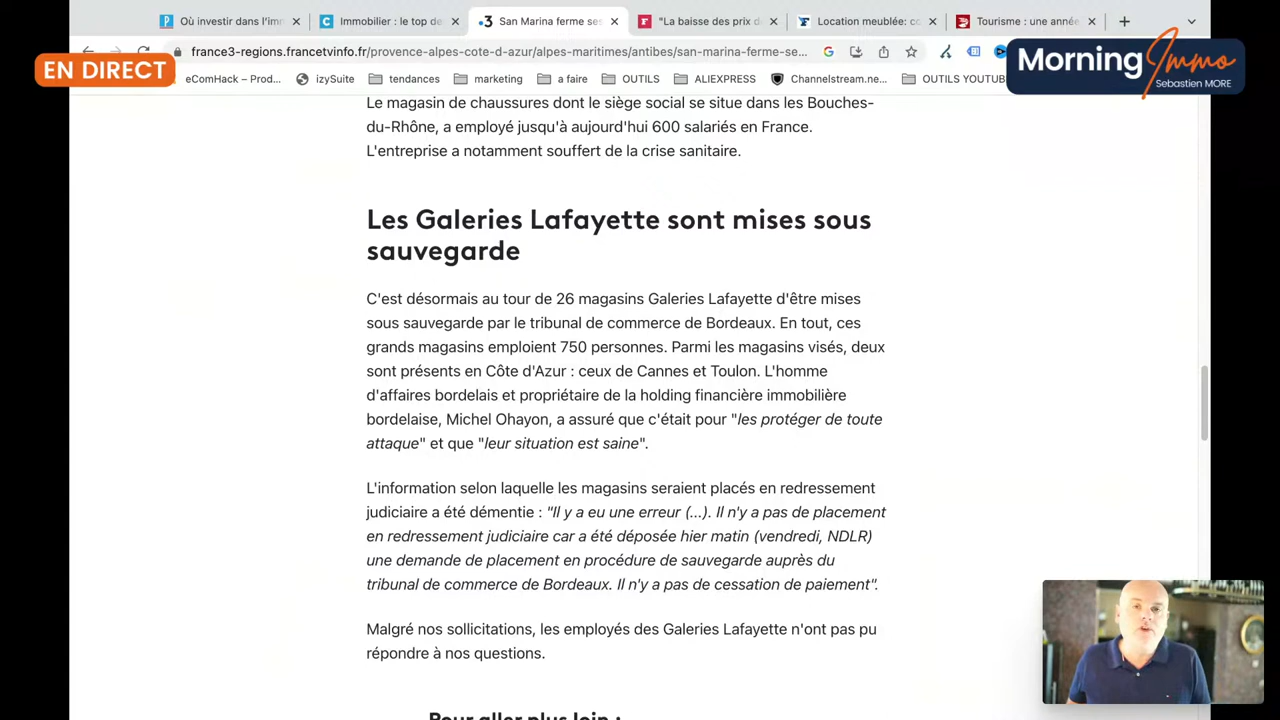 Où investir dans l'imm
Immobilier : le top de
San Marina ferme ses
"La baisse des prix d
Location meublée: co
Tourisme : une année
france3-regions.francetvinfo.fr/provence-alpes-cote-d-azur/alpes-maritimes/antibes/san-marina-ferme-se...
EN DIRECT
Morning Immo
Sebastien MORE
eComHack – Prod...
izySuite
tendances
marketing
a faire
OUTILS
ALIEXPRESS
Channelstream.ne...
OUTILS YOUTUB
Le magasin de chaussures dont le siège social se situe dans les Bouches-
du-Rhône, a employé jusqu'à aujourd'hui 600 salariés en France.
L'entreprise a notamment souffert de la crise sanitaire.
Les Galeries Lafayette sont mises sous
sauvegarde
C'est désormais au tour de 26 magasins Galeries Lafayette d'être mises
sous sauvegarde par le tribunal de commerce de Bordeaux. En tout, ces
grands magasins emploient 750 personnes. Parmi les magasins visés, deux
sont présents en Côte d'Azur : ceux de Cannes et Toulon. L'homme
d'affaires bordelais et propriétaire de la holding financière immobilière
bordelaise, Michel Ohayon, a assuré que c'était pour "les protéger de toute
attaque" et que "leur situation est saine".
L'information selon laquelle les magasins seraient placés en redressement
judiciaire a été démentie : "Il y a eu une erreur (...). Il n'y a pas de placement
en redressement judiciaire car a été déposée hier matin (vendredi, NDLR)
une demande de placement en procédure de sauvegarde auprès du
tribunal de commerce de Bordeaux. Il n'y a pas de cessation de paiement".
Malgré nos sollicitations, les employés des Galeries Lafayette n'ont pas pu
répondre à nos questions.
Pour aller plus loin :